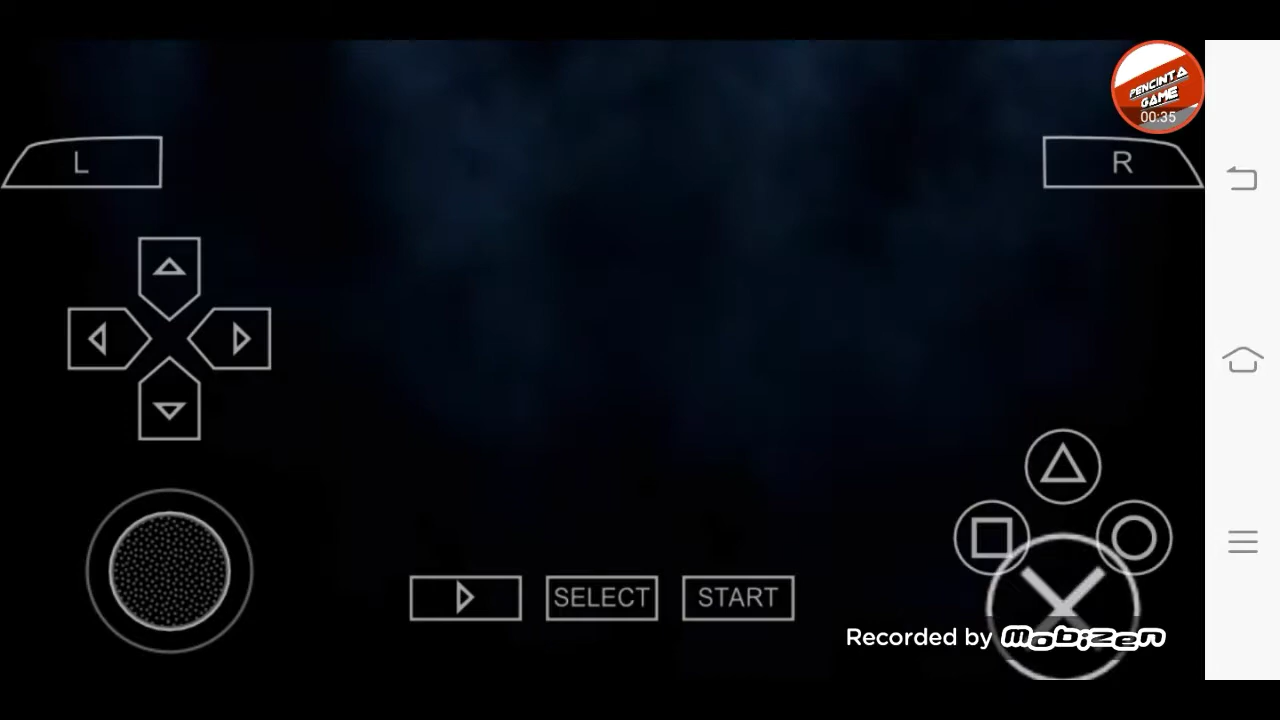 PENCINTA
GAME
00:35
L
R
SELECT
START
Recorded by mobizen